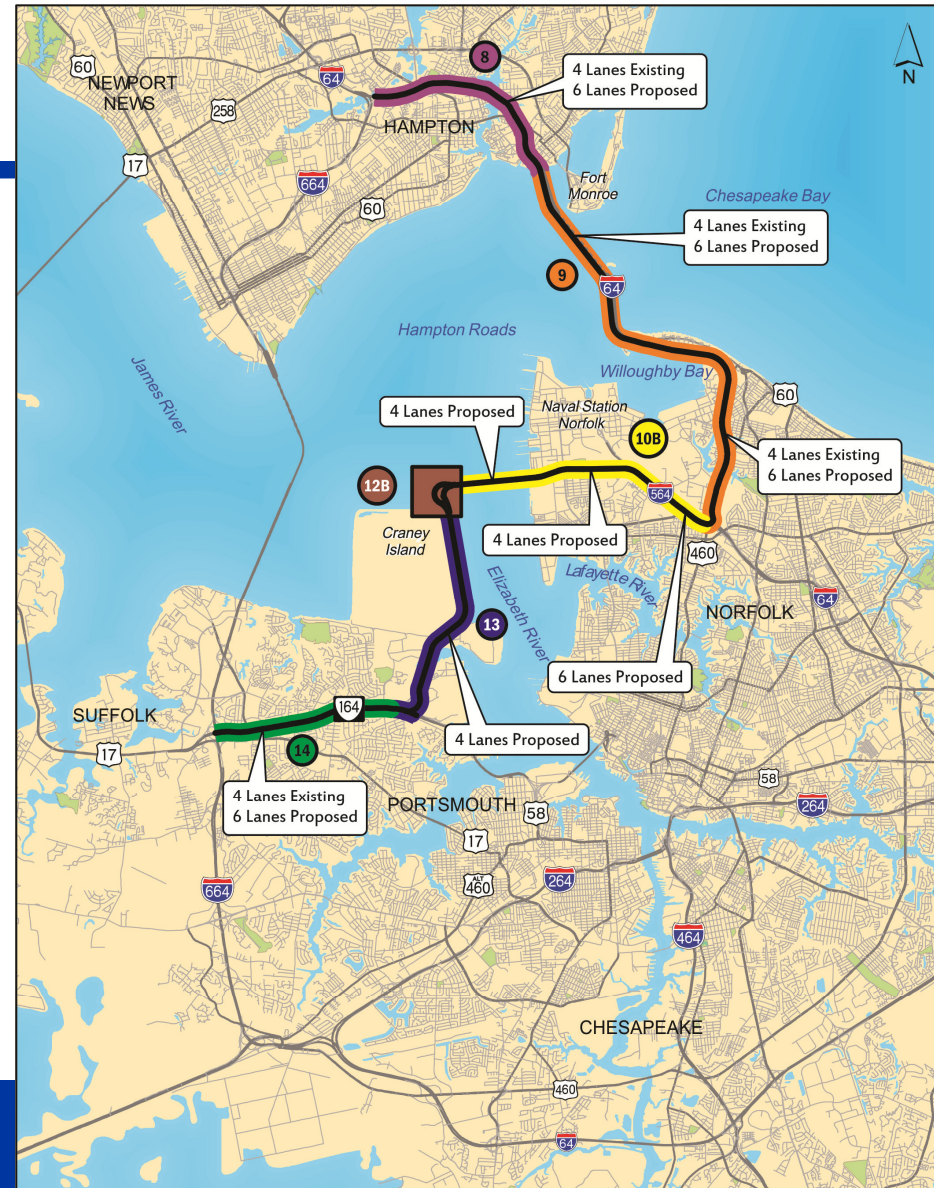 8
4 Lanes Existing
6 Lanes Proposed
N
60
NEWPORT
NEWS
64
258
HAMPTON
17
664
60
Fort
Monroe
Chesapeake Bay
4 Lanes Existing
6 Lanes Proposed
9
64
Hampton Roads
James River
Willoughby Bay
60
4 Lanes Proposed
Naval Station
Norfolk
10B
4 Lanes Existing
6 Lanes Proposed
12B
564
Craney
Island
4 Lanes Proposed
460
Lafayette River
Elizabeth River
64
NORFOLK
13
6 Lanes Proposed
SUFFOLK
164
17
14
4 Lanes Proposed
4 Lanes Existing
6 Lanes Proposed
PORTSMOUTH
58
58
264
17
ALT
460
264
664
464
CHESAPEAKE
460
64